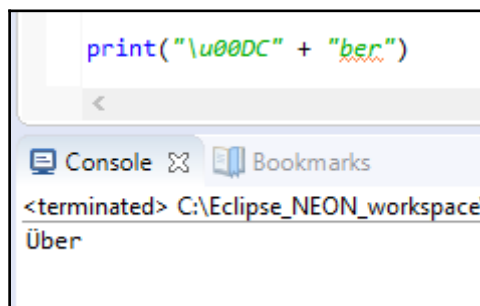 print("\u00DC" + "ber")
Console Bookmarks
<terminated> C:\Eclipse_NEON_workspace
Über